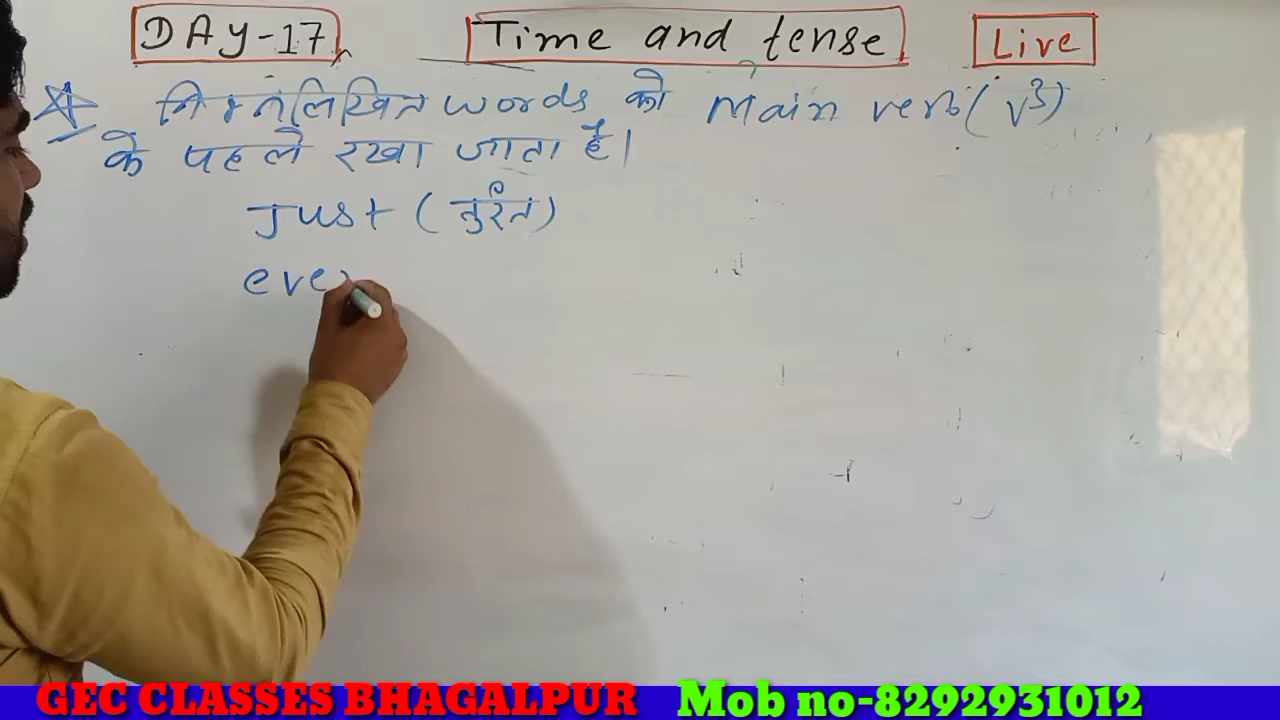 DAY-17 Time and tense Live
निम्नलिखित words को Main verb (V³)
के पहले रखा जाता है।
Just (तुरंत)
eve
GEC CLASSES BHAGALPUR Mob no-8292931012